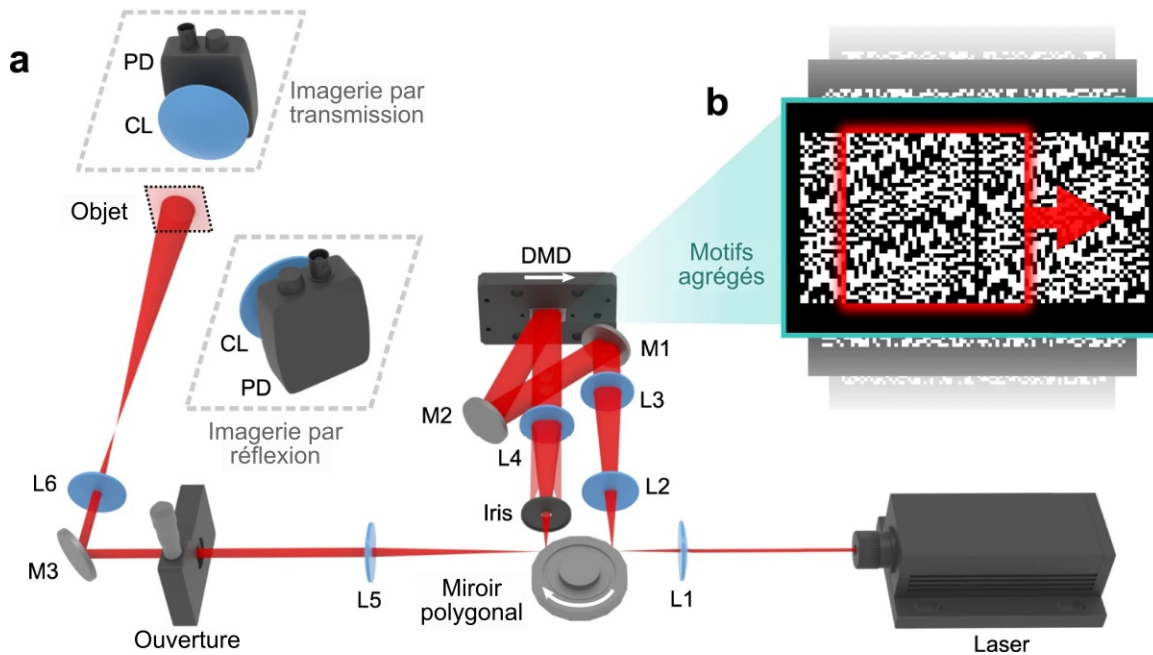 a
PD
CL
Imagerie par
transmission
Objet
CL
PD
Imagerie par
réflexion
DMD
M1
M2
L3
L4
L2
Iris
L6
M3
Ouverture
L5
Miroir
polygonal
L1
Laser
b
Motifs
agrégés